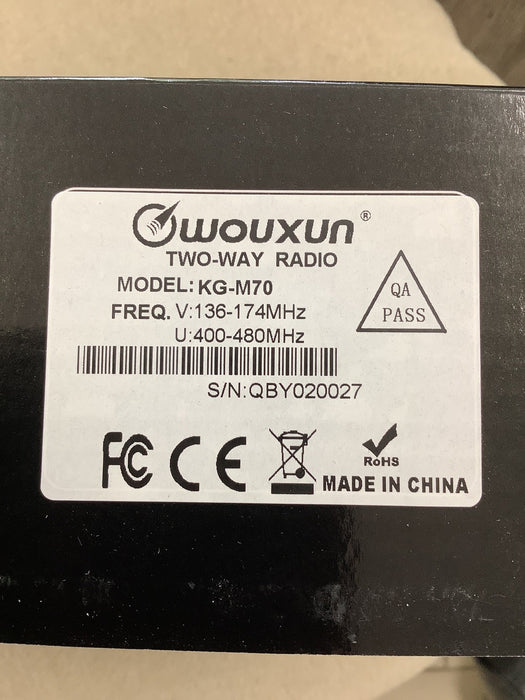 wouxun®
TWO-WAY RADIO
MODEL: KG-M70
FREQ. V:136-174MHz
U:400-480MHz
QA
PASS
S/N:QBY020027
FC CE
RoHS
MADE IN CHINA